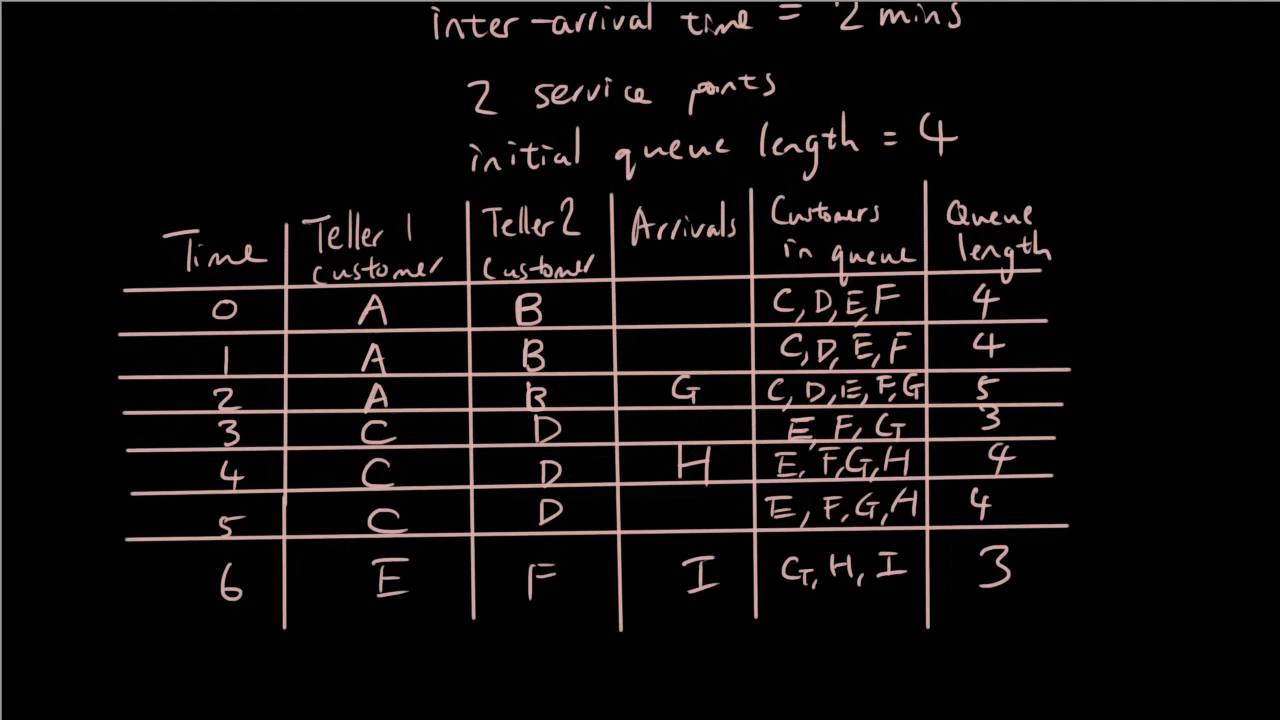 inter-arrival time = 2 mins
2 service points
initial queue length = 4
Time Teller 1 customer Teller 2 customer Arrivals Customers in queue Queue length
0 A B C, D, E, F 4
1 A B C, D, E, F 4
2 A B G C, D, E, F, G 5
3 C D E, F, G 3
4 C D H E, F, G, H 4
5 C D E, F, G, H 4
6 E F I G, H, I 3